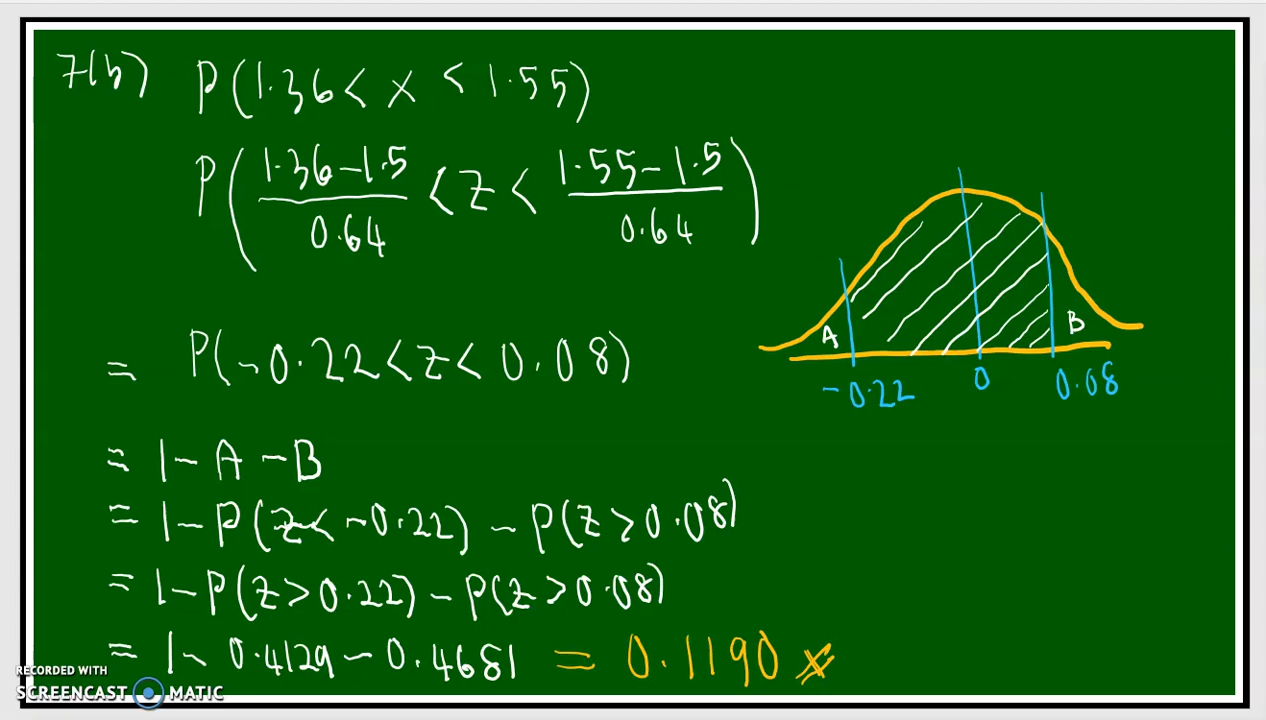 7(b) P(1.36 < x < 1.55)
P((1.36-1.5)/0.64 < z < (1.55-1.5)/0.64)
A B
-0.22 0 0.08
= P(-0.22 < z < 0.08)
= 1-A-B
= 1-P(z < -0.22) - P(z > 0.08)
= 1-P(z > 0.22) - P(z > 0.08)
= 1- 0.4129 - 0.4681 = 0.1190
RECORDED WITH
SCREENCAST MATIC